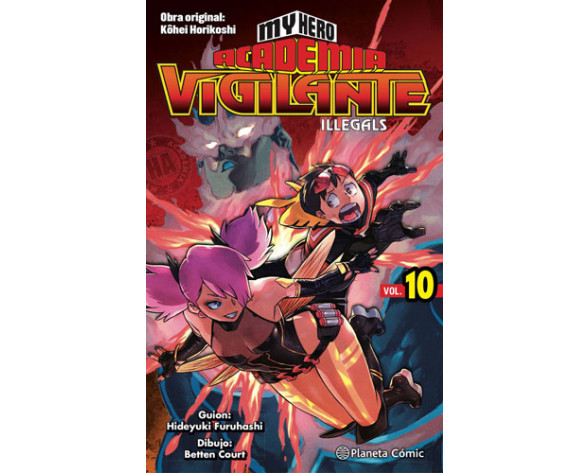 Obra original:
Kōhei Horikoshi
MY HERO
ACADEMIA
VIGILANTE
ILLEGALS
VOL. 10
Guion:
Hideyuki Furuhashi
Dibujo:
Betten Court
Planeta Cómic